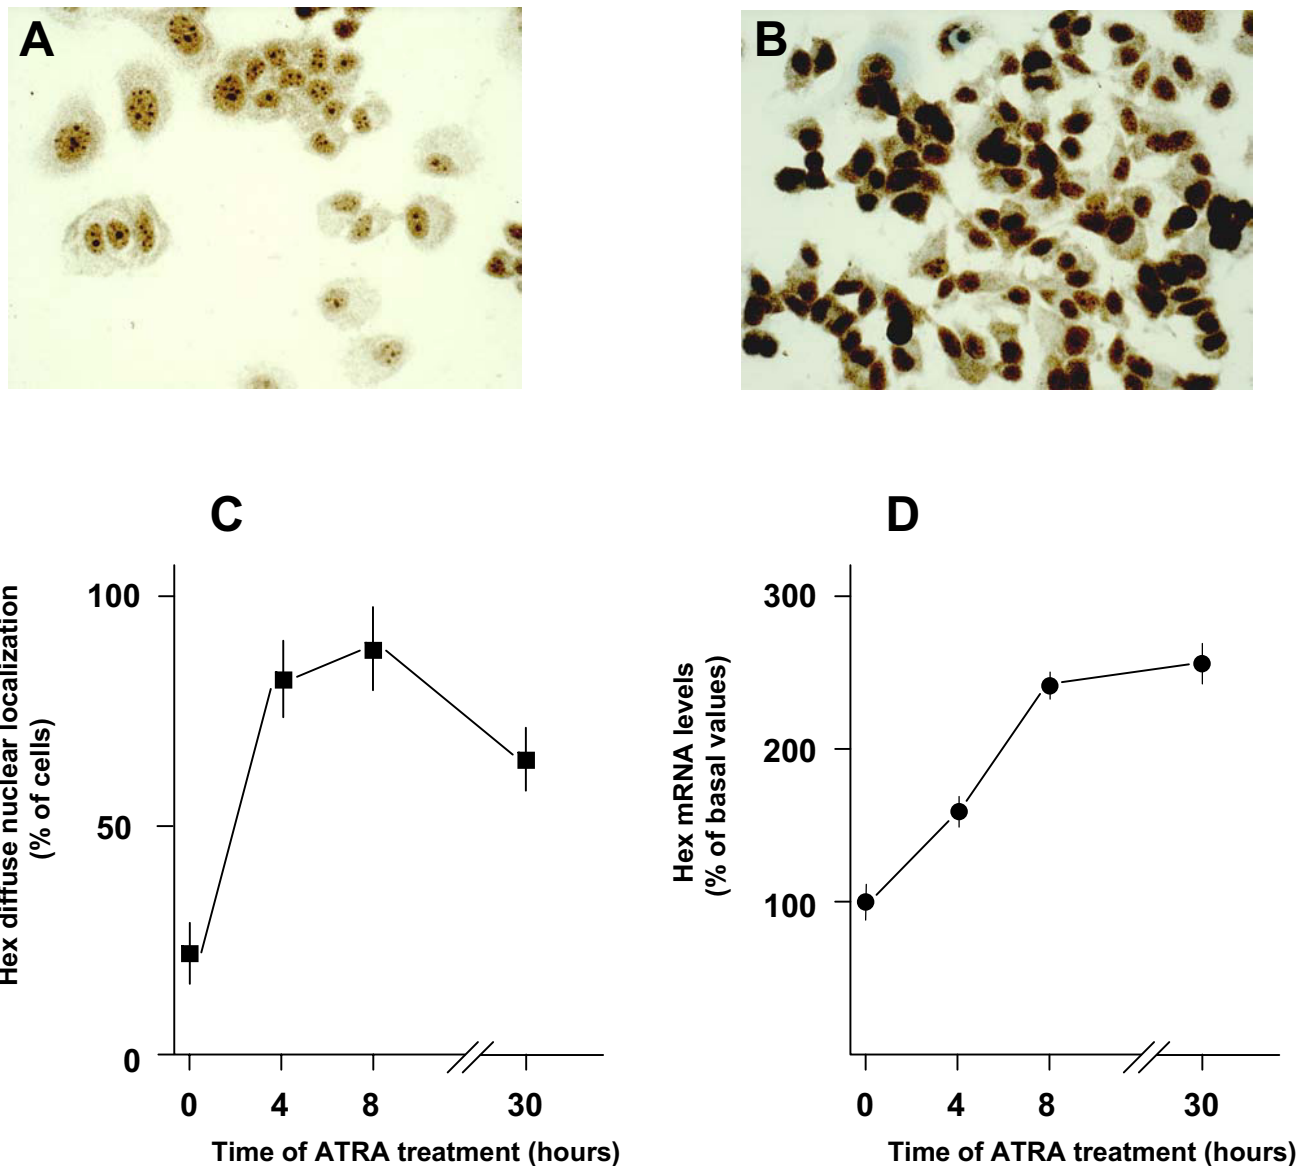 A
B
C
Hex diffuse nuclear localization
(% of cells)
100
50
0
0 4 8 30
Time of ATRA treatment (hours)
D
Hex mRNA levels
(% of basal values)
300
200
100
0 4 8 30
Time of ATRA treatment (hours)